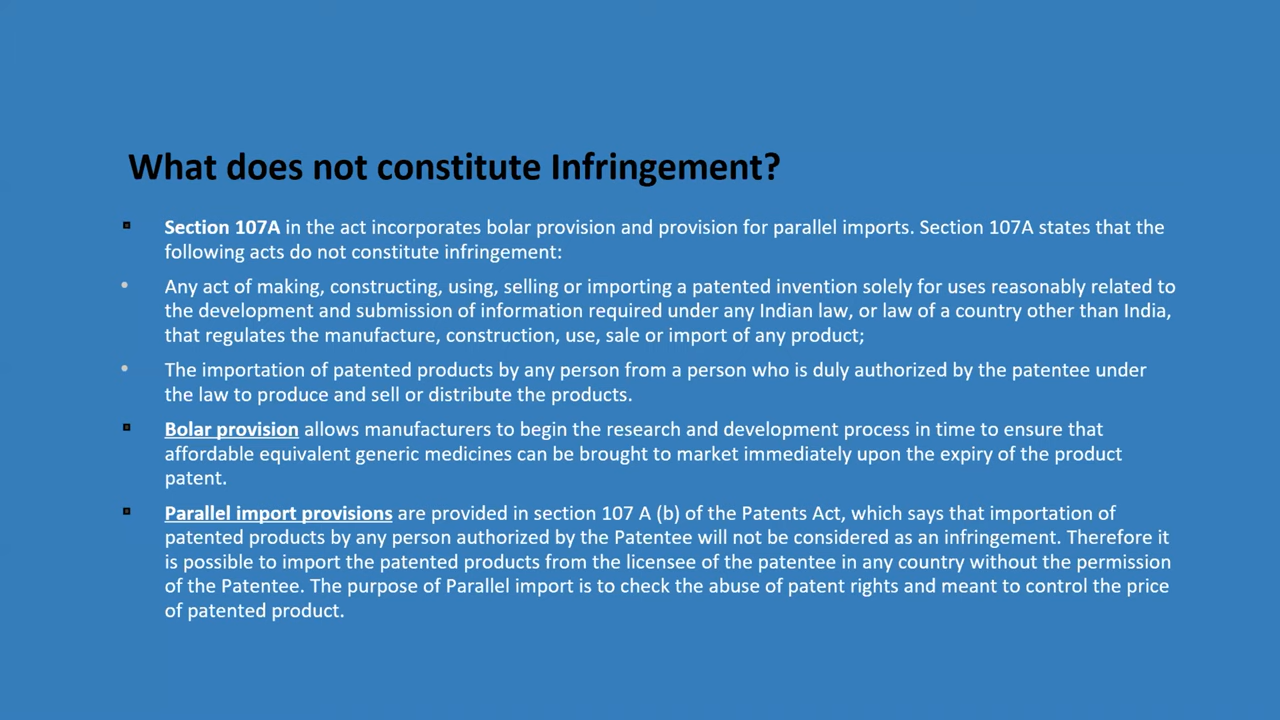 What does not constitute Infringement?
Section 107A in the act incorporates bolar provision and provision for parallel imports. Section 107A states that the
following acts do not constitute infringement:
Any act of making, constructing, using, selling or importing a patented invention solely for uses reasonably related to
the development and submission of information required under any Indian law, or law of a country other than India,
that regulates the manufacture, construction, use, sale or import of any product;
The importation of patented products by any person from a person who is duly authorized by the patentee under
the law to produce and sell or distribute the products.
Bolar provision allows manufacturers to begin the research and development process in time to ensure that
affordable equivalent generic medicines can be brought to market immediately upon the expiry of the product
patent.
Parallel import provisions are provided in section 107 A (b) of the Patents Act, which says that importation of
patented products by any person authorized by the Patentee will not be considered as an infringement. Therefore it
is possible to import the patented products from the licensee of the patentee in any country without the permission
of the Patentee. The purpose of Parallel import is to check the abuse of patent rights and meant to control the price
of patented product.